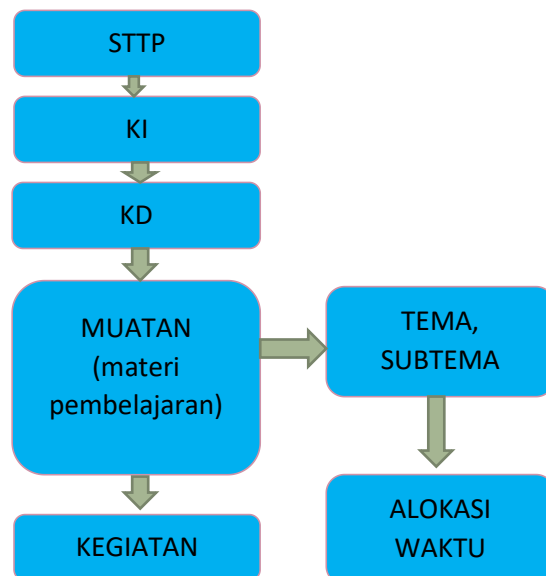 STTP
KI
KD
MUATAN
(materi
pembelajaran)
TEMA,
SUBTEMA
KEGIATAN
ALOKASI
WAKTU